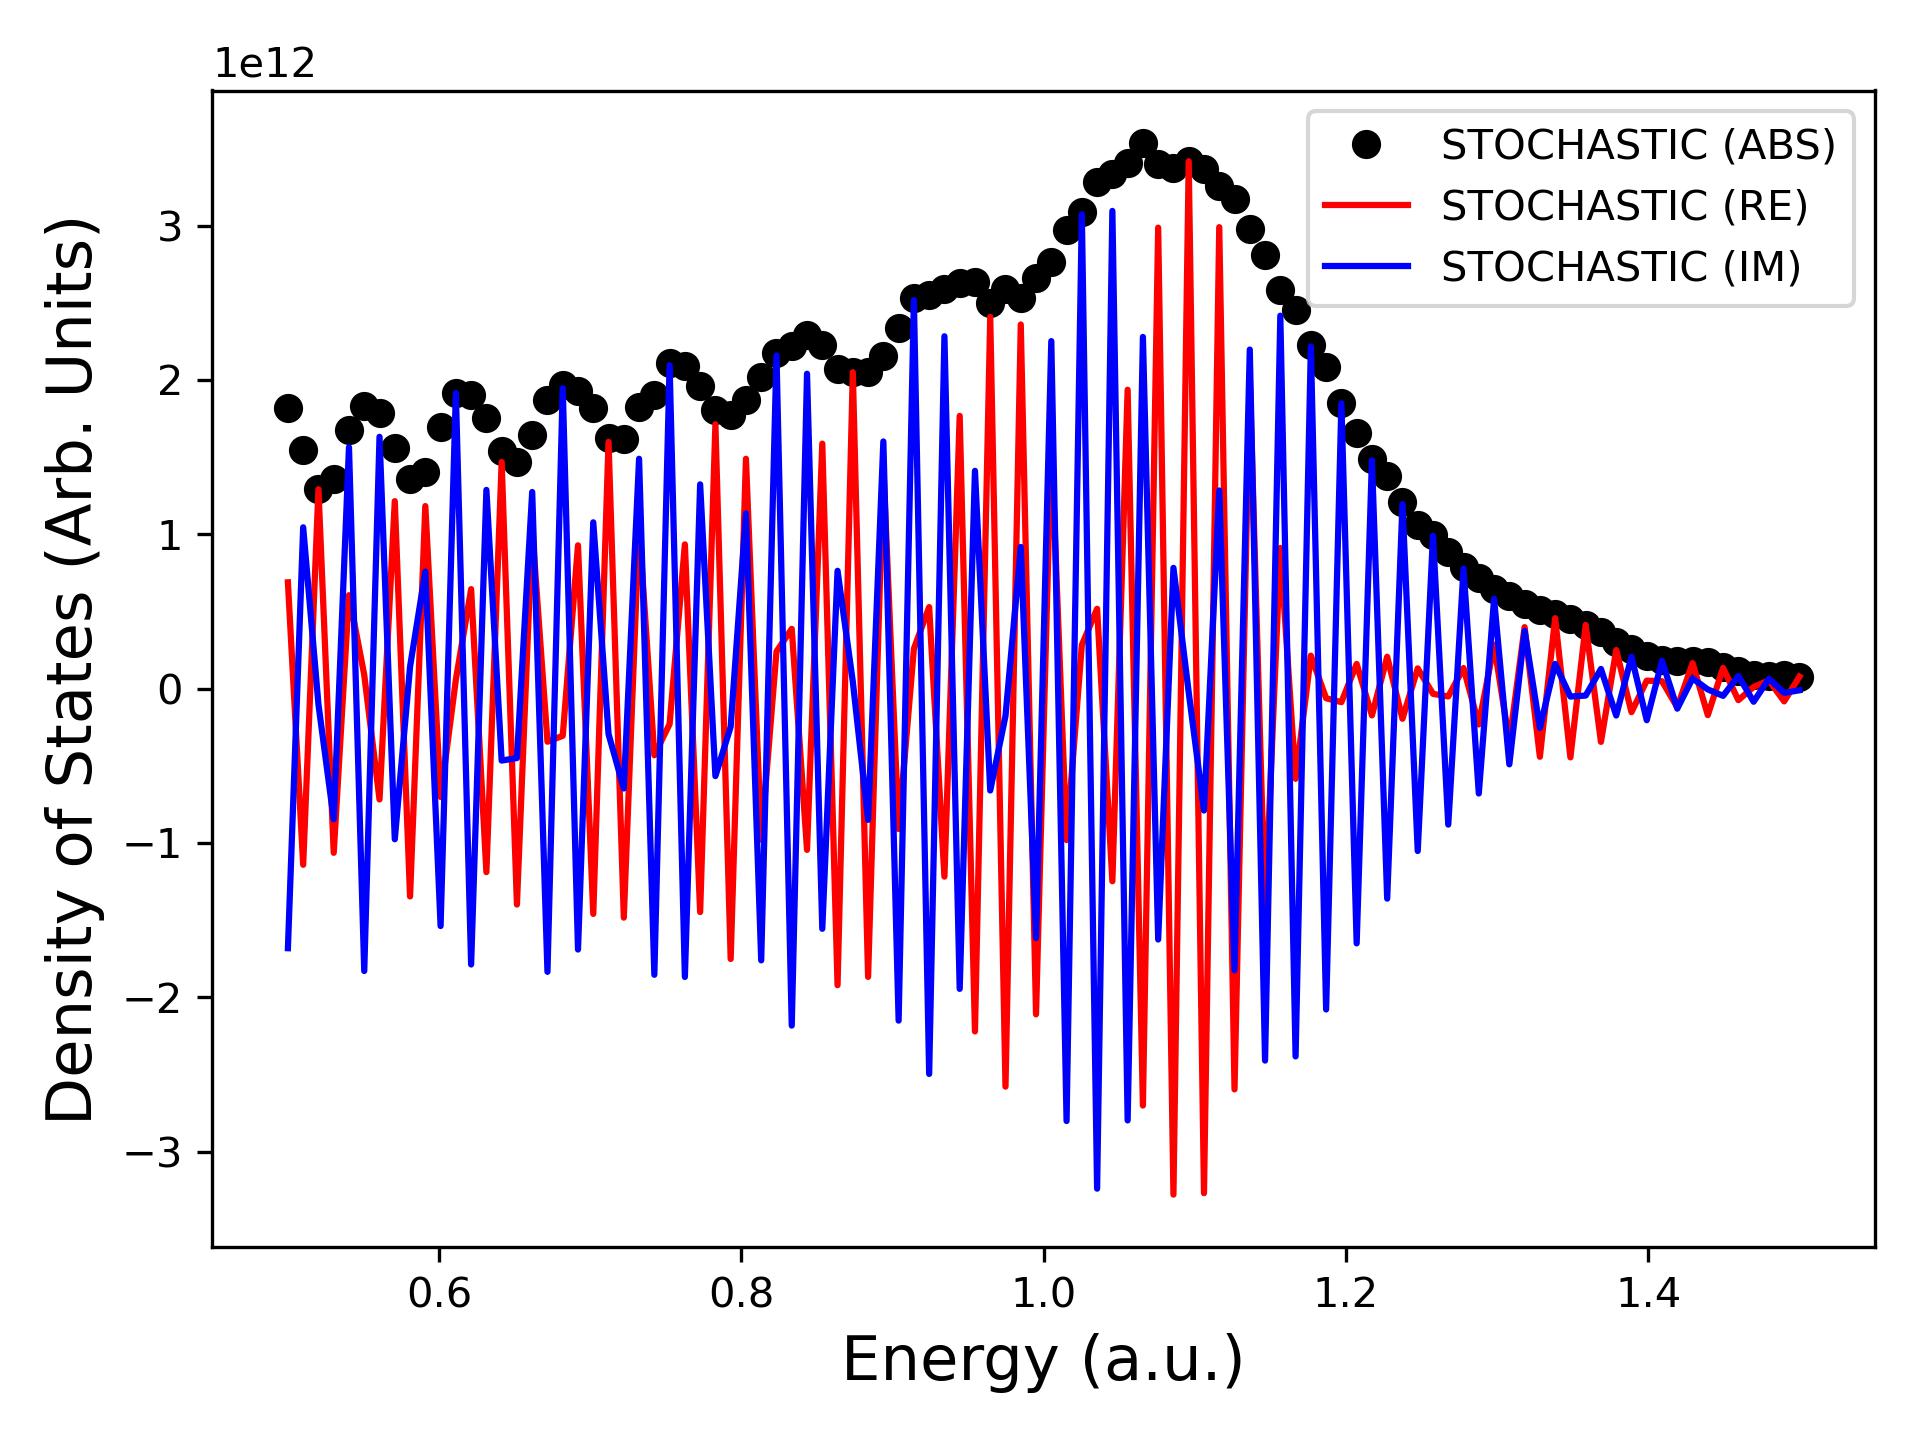 1e12
Density of States (Arb. Units)
3
2
1
0
−1
−2
−3
STOCHASTIC (ABS)
STOCHASTIC (RE)
STOCHASTIC (IM)
0.6 0.8 1.0 1.2 1.4
Energy (a.u.)